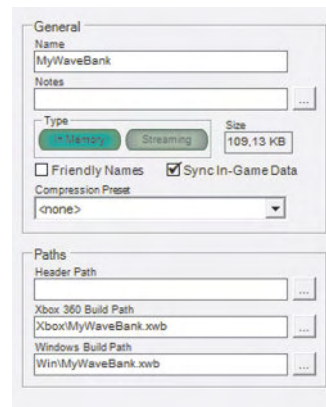 General
Name
MyWaveBank
Notes
...
Type
In Memory Streaming
Size
109,13 KB
Friendly Names Sync In-Game Data
Compression Preset
<none>
Paths
Header Path
...
Xbox 360 Build Path
Xbox\MyWaveBank.xwb ...
Windows Build Path
Win\MyWaveBank.xwb ...